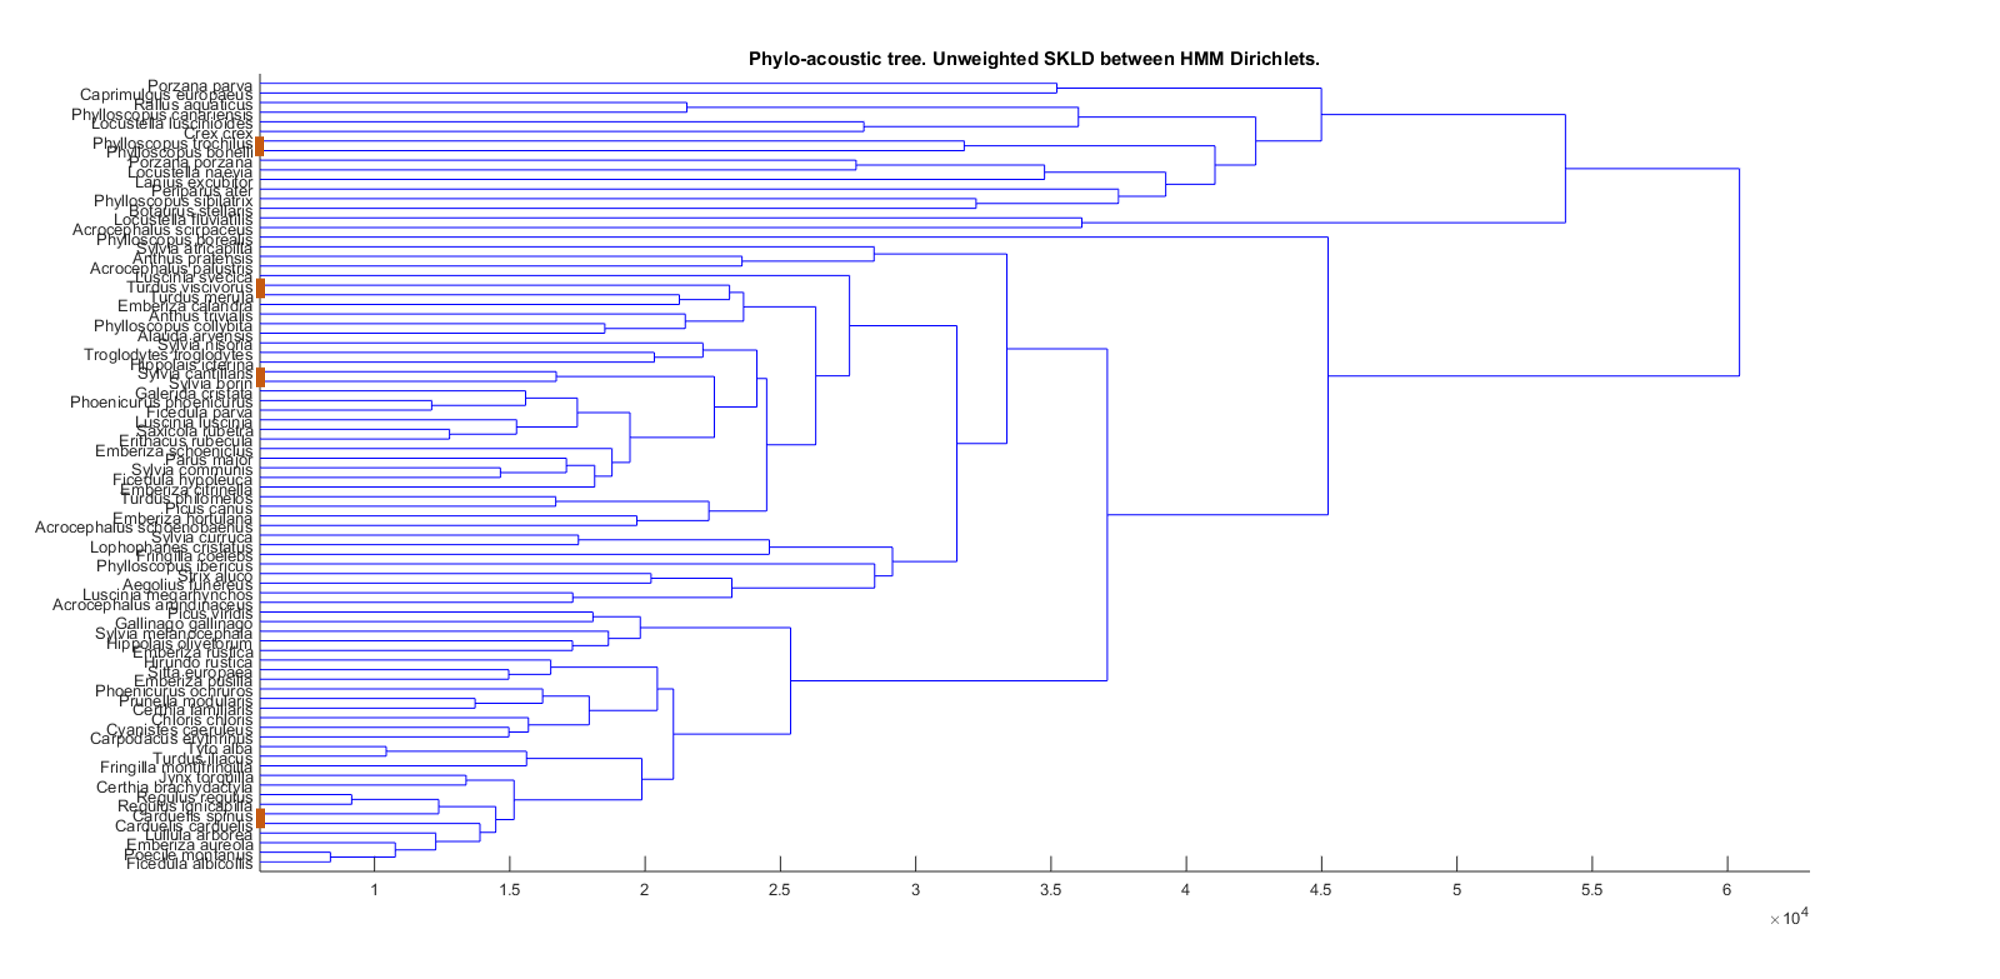 Phylo-acoustic tree. Unweighted SKLD between HMM Dirichlets.
Porzana parva
Caprimulgus europaeus
Rallus aquaticus
Phylloscopus canariensis
Locustella luscinioides
Crex crex
Phylloscopus trochilus
Phylloscopus bonelli
Porzana porzana
Locustella naevia
Lanius excubitor
Periparus ater
Phylloscopus sibilatrix
Botaurus stellaris
Locustella fluviatilis
Acrocephalus scirpaceus
Phylloscopus borealis
Sylvia atricapilla
Anthus pratensis
Acrocephalus palustris
Luscinia svecica
Turdus viscivorus
Turdus merula
Emberiza calandra
Anthus trivialis
Phylloscopus collybita
Alauda arvensis
Sylvia nisoria
Troglodytes troglodytes
Hippolais icterina
Sylvia cantillans
Sylvia borin
Galerida cristata
Phoenicurus phoenicurus
Ficedula parva
Luscinia luscinia
Saxicola rubetra
Erithacus rubecula
Emberiza schoeniclus
Parus major
Sylvia communis
Ficedula hypoleuca
Emberiza citrinella
Turdus philomelos
Picus canus
Emberiza hortulana
Acrocephalus schoenobaenus
Sylvia curruca
Lophophanes cristatus
Fringilla coelebs
Phylloscopus ibericus
Strix aluco
Aegolius funereus
Luscinia megarhynchos
Acrocephalus arundinaceus
Picus viridis
Gallinago gallinago
Sylvia melanocephala
Hippolais olivetorum
Emberiza rustica
Hirundo rustica
Sitta europaea
Emberiza pusilla
Phoenicurus ochruros
Prunella modularis
Certhia familiaris
Chloris chloris
Cyanistes caeruleus
Carpodacus erythrinus
Tyto alba
Turdus iliacus
Fringilla montifringilla
Jynx torquilla
Certhia brachydactyla
Regulus regulus
Regulus ignicapilla
Carduelis spinus
Carduelis carduelis
Lullula arborea
Emberiza aureola
Poecile montanus
Ficedula albicollis
1 1.5 2 2.5 3 3.5 4 4.5 5 5.5 6
×10⁴